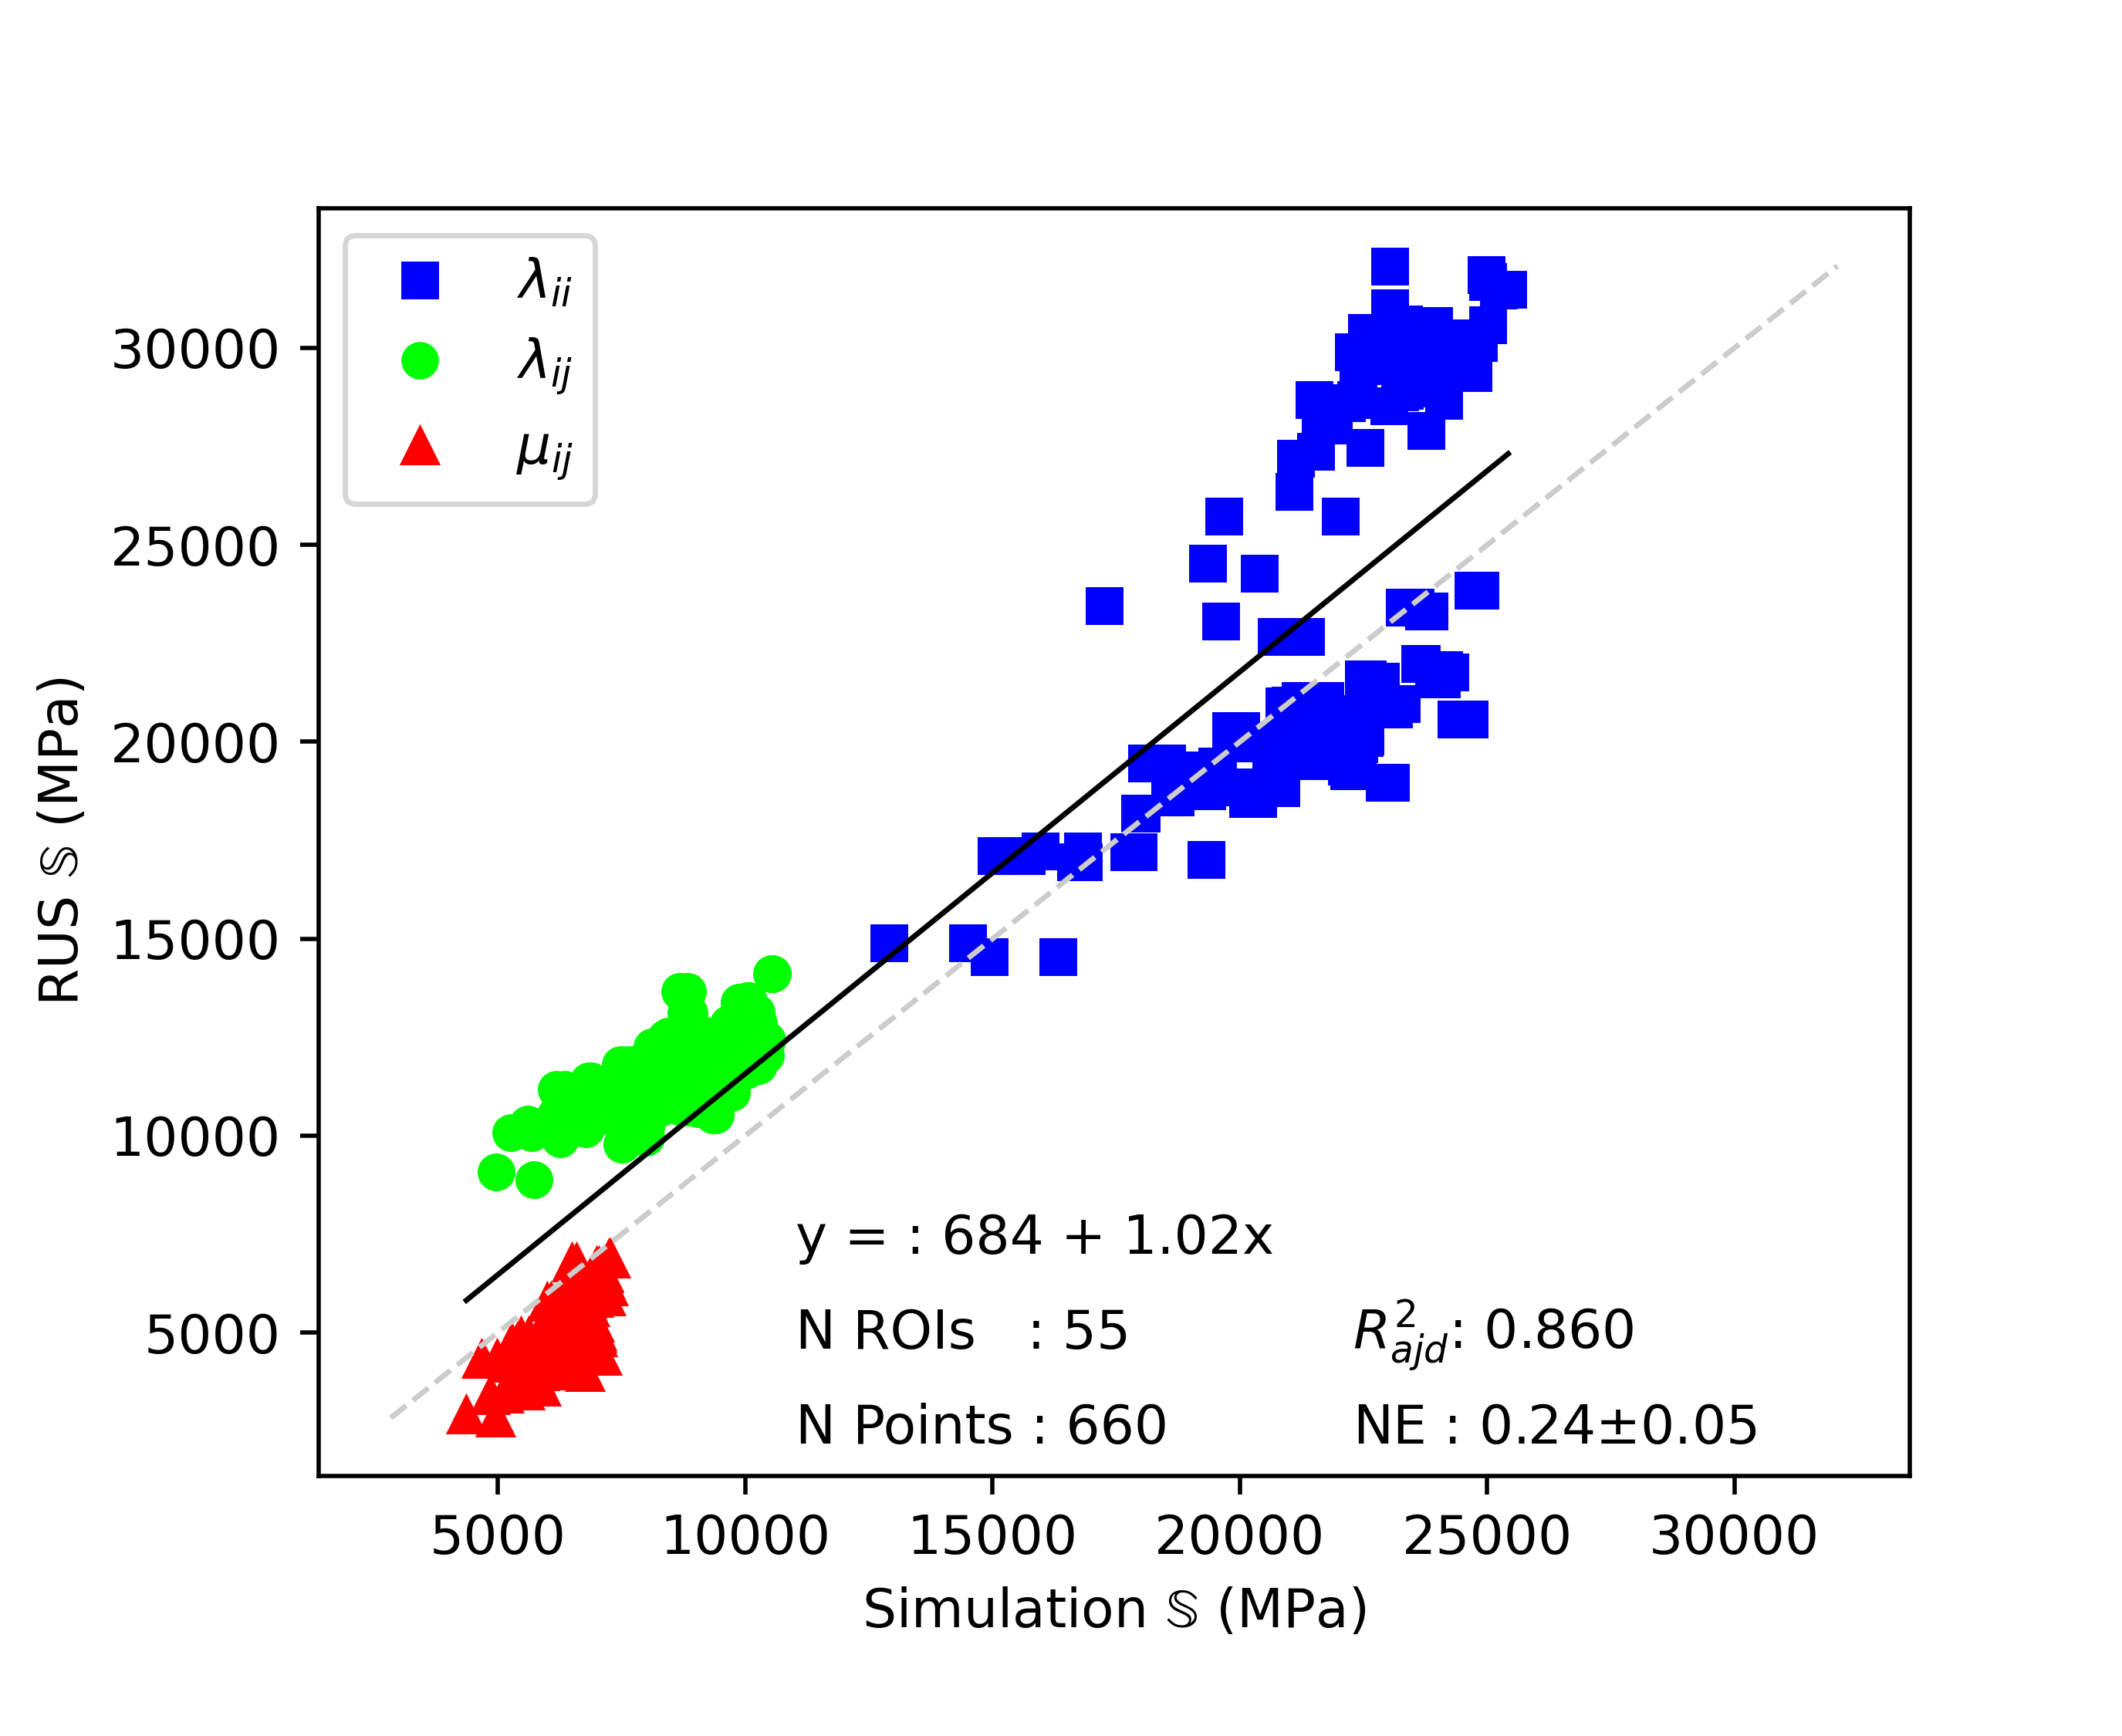 λii
λij
μij
30000
25000
20000
15000
10000
5000
RUS 𝕊 (MPa)
y = : 684 + 1.02x
N ROIs : 55
R²ajd: 0.860
N Points : 660
NE : 0.24±0.05
5000 10000 15000 20000 25000 30000
Simulation 𝕊 (MPa)